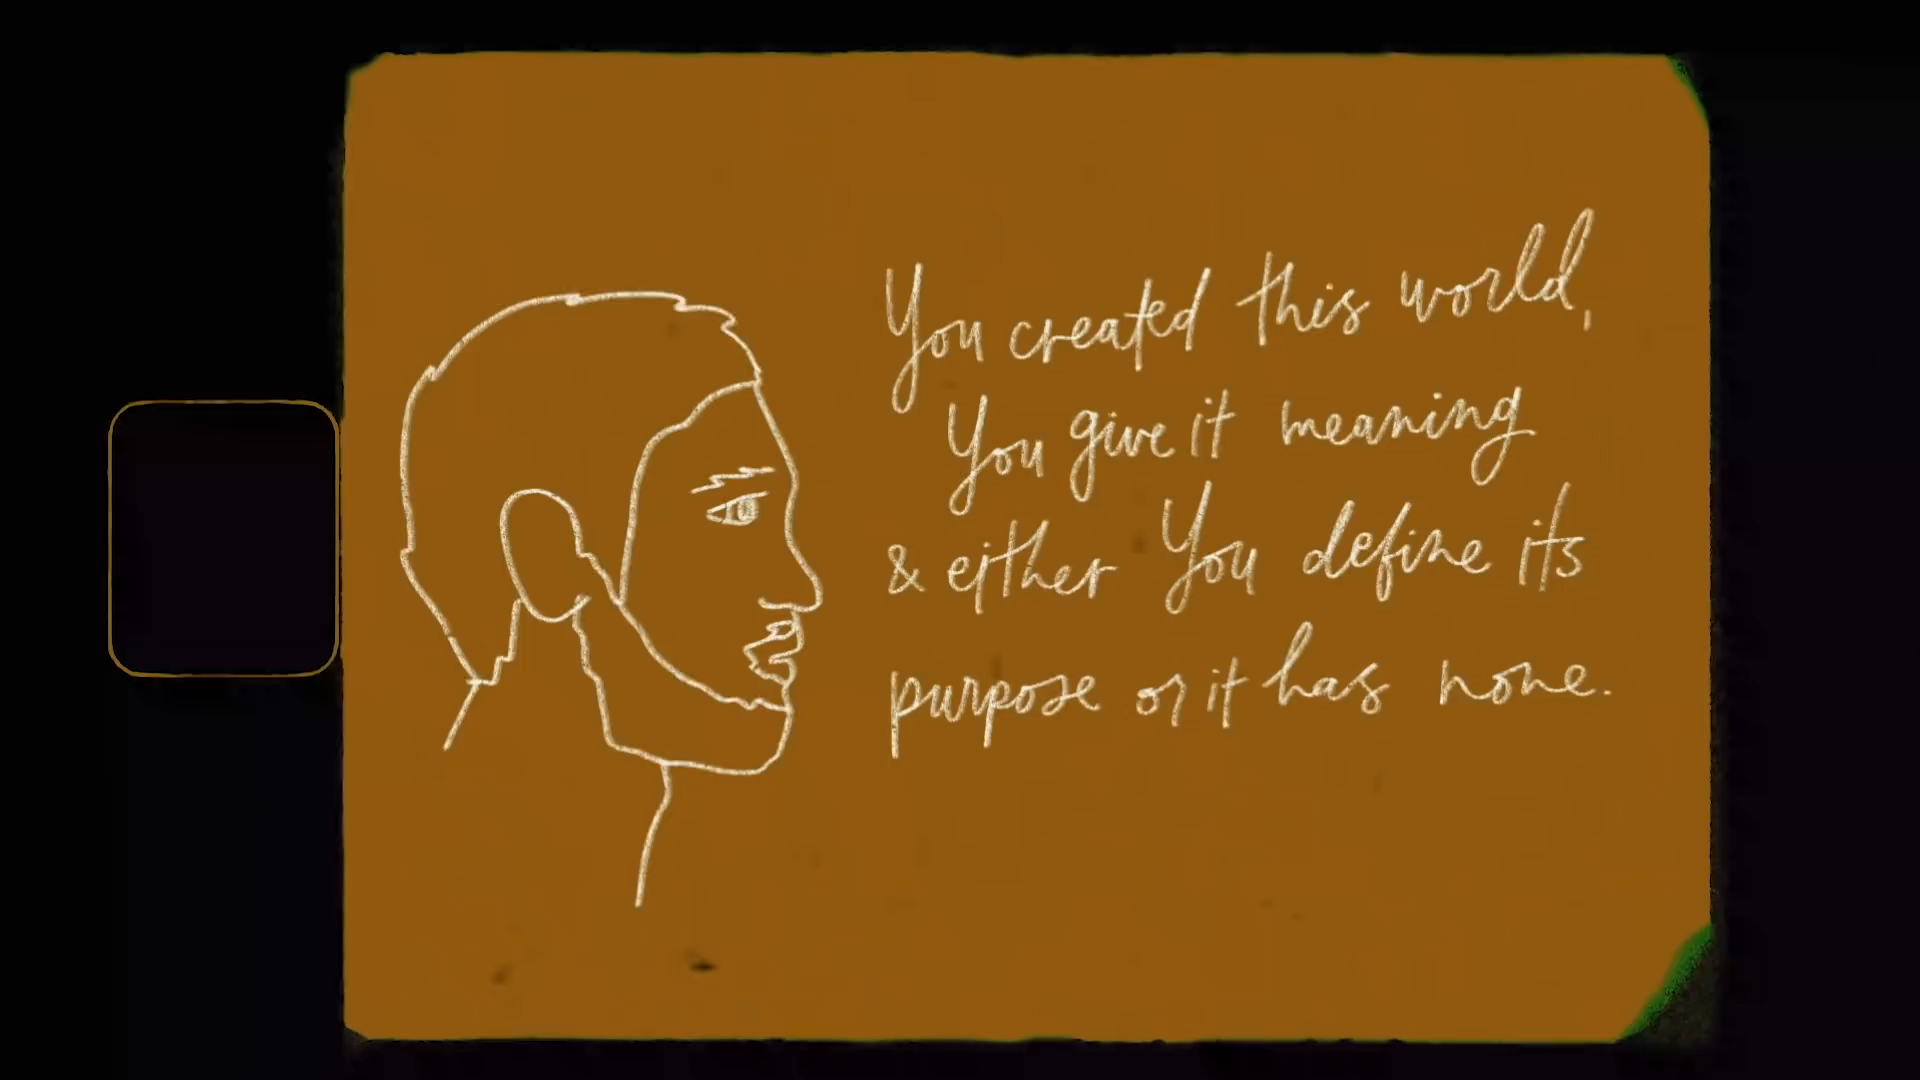 You created this world,
You give it meaning
& either You define its
purpose or it has none.